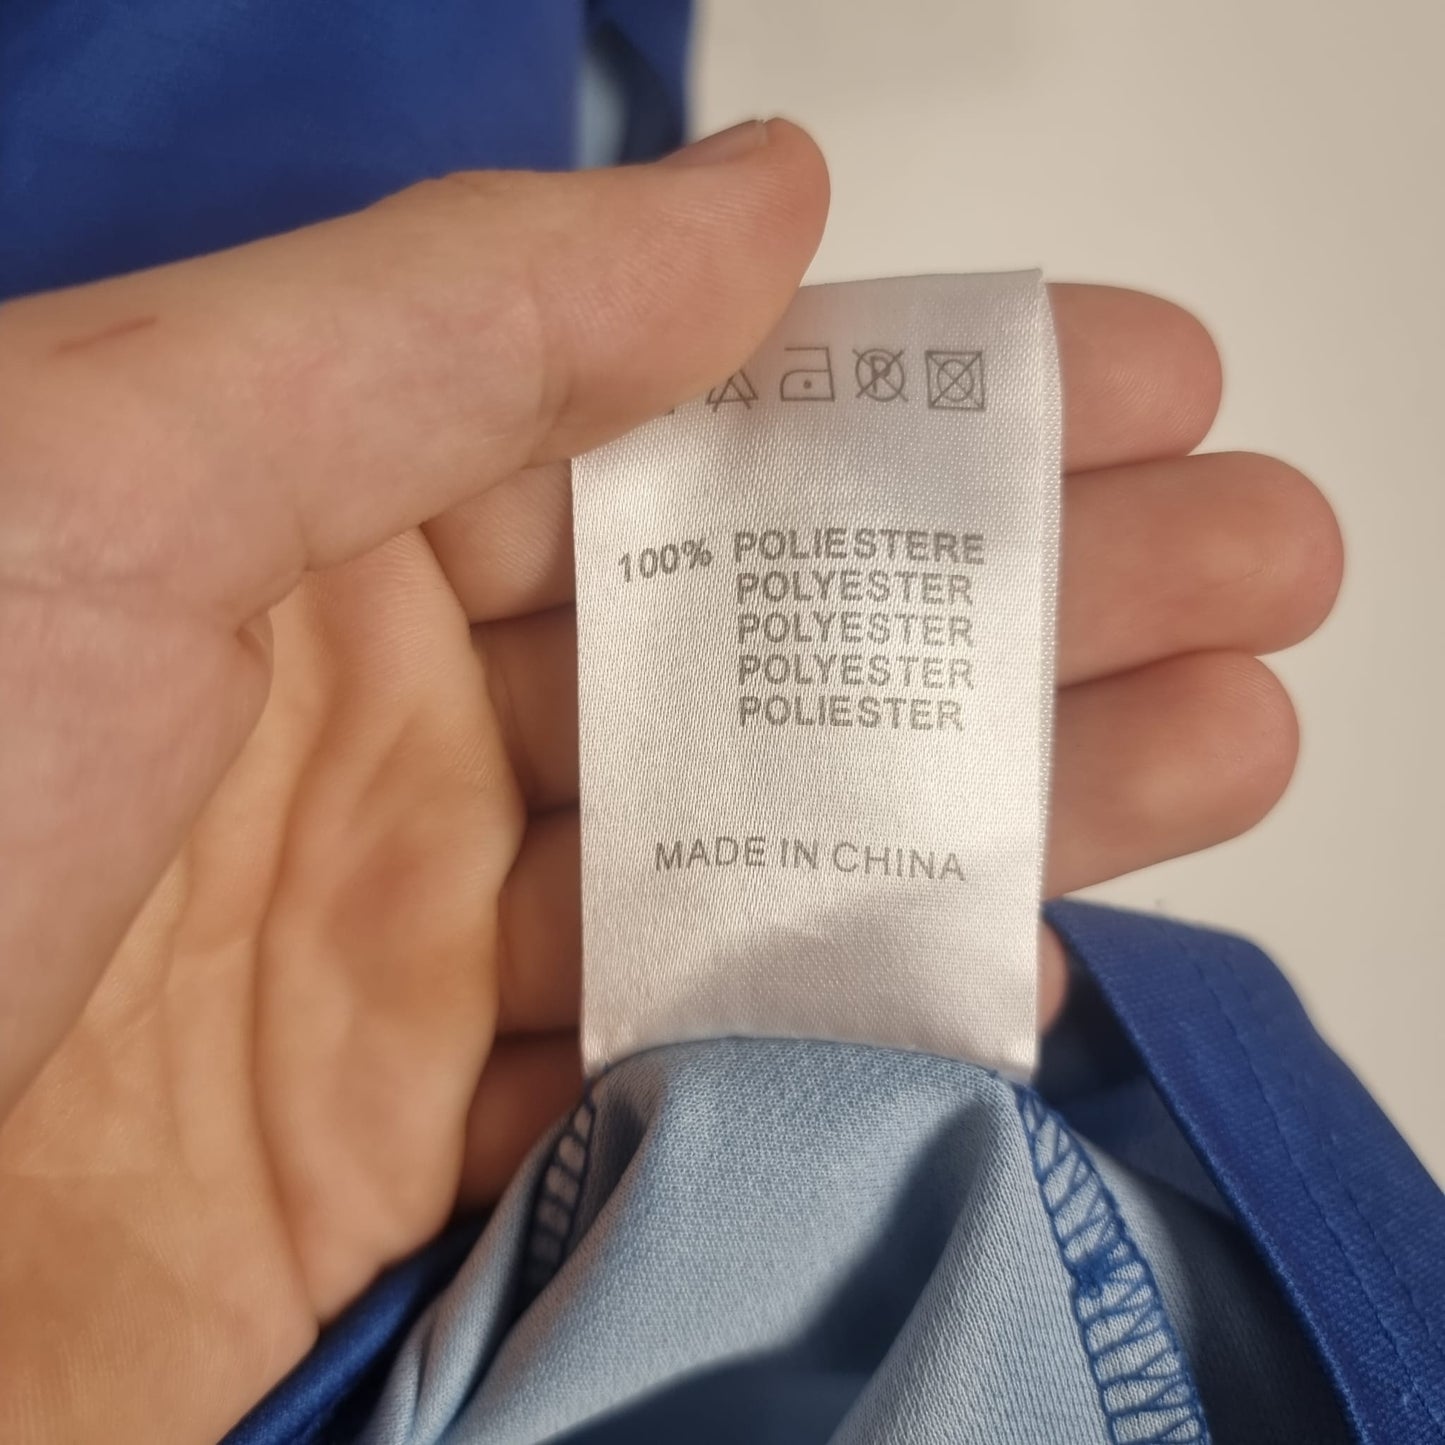 100% POLIESTERE
POLYESTER
POLYESTER
POLYESTER
POLIESTER
MADE IN CHINA